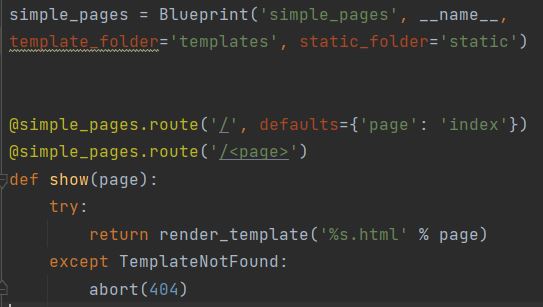 simple_pages = Blueprint('simple_pages', __name__,
template_folder='templates', static_folder='static')
@simple_pages.route('/', defaults={'page': 'index'})
@simple_pages.route('/<page>')
def show(page):
    try:
        return render_template('%s.html' % page)
    except TemplateNotFound:
        abort(404)